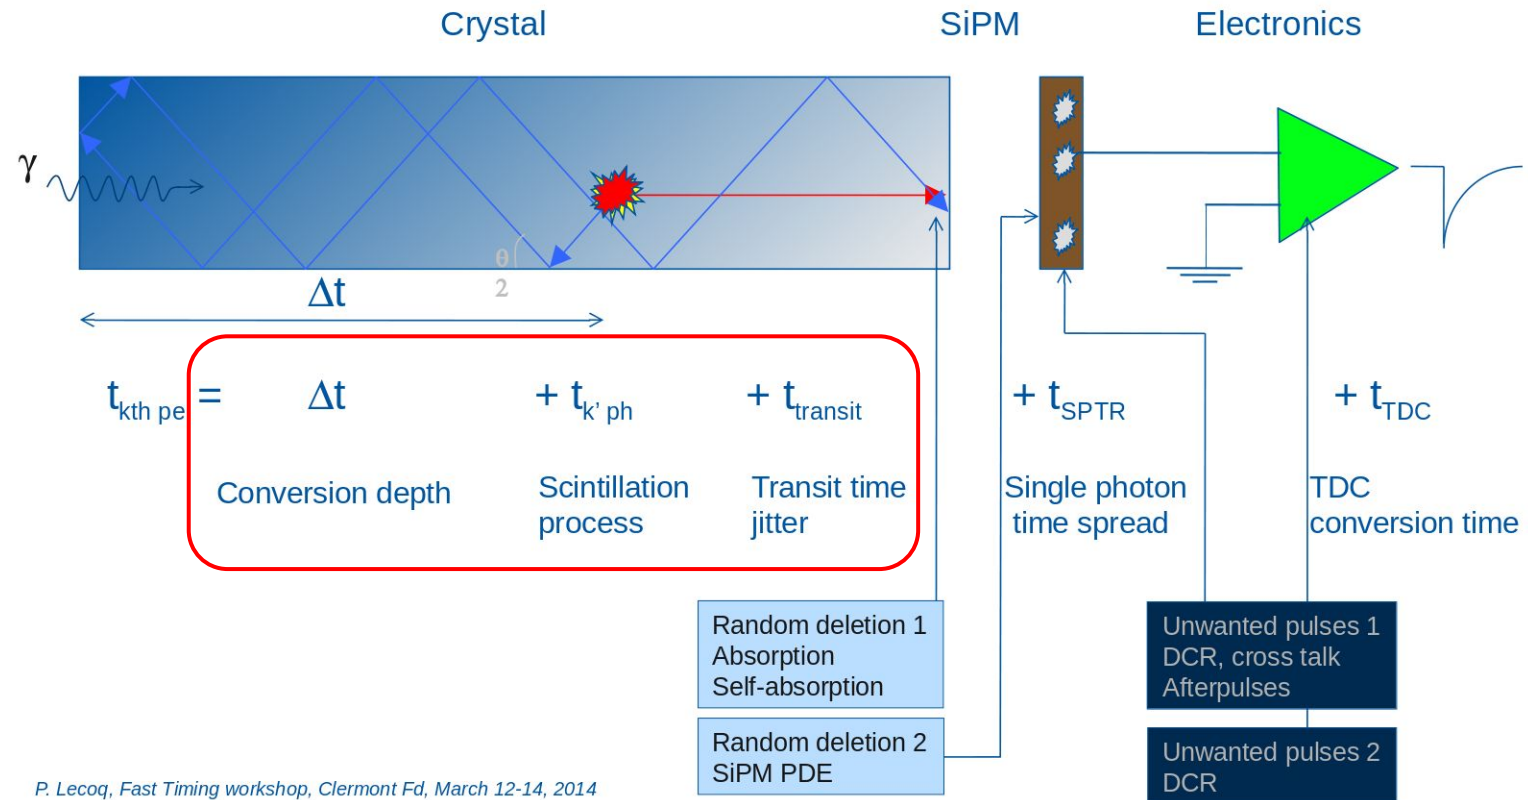 Crystal
SiPM
Electronics
γ
θ
2
Δt
t_kth pe = Δt + t_k' ph + t_transit + t_SPTR + t_TDC
Conversion depth
Scintillation
process
Transit time
jitter
Single photon
time spread
TDC
conversion time
Random deletion 1
Absorption
Self-absorption
Random deletion 2
SiPM PDE
Unwanted pulses 1
DCR, cross talk
Afterpulses
Unwanted pulses 2
DCR
P. Lecoq, Fast Timing workshop, Clermont Fd, March 12-14, 2014